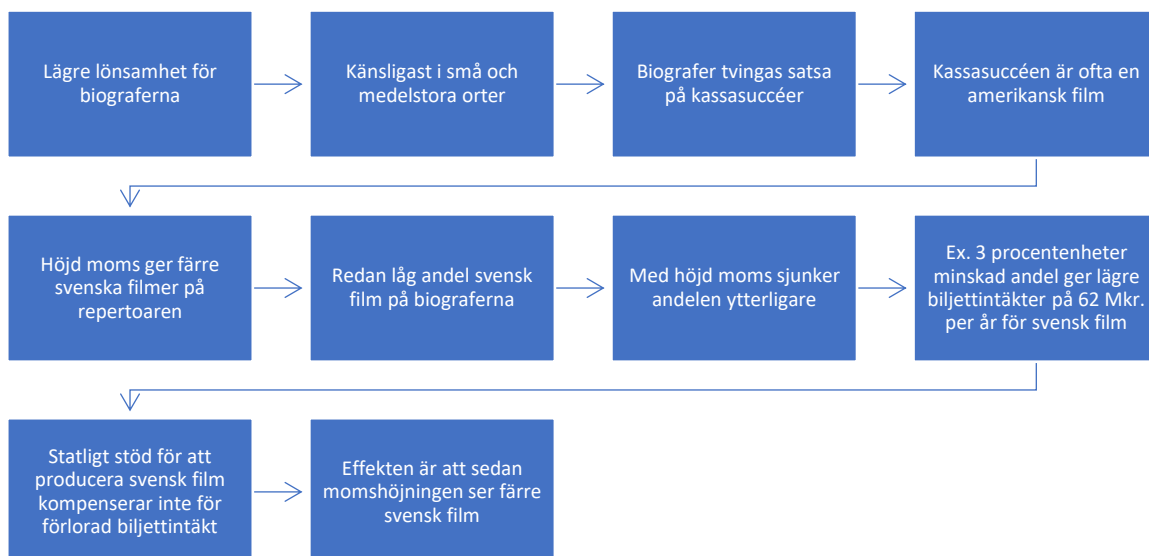 Lägre lönsamhet för
biograferna
Känsligast i små och
medelstora orter
Biografer tvingas satsa
på kassasuccéer
Kassasuccéen är ofta en
amerikansk film
Höjd moms ger färre
svenska filmer på
repertoaren
Redan låg andel svensk
film på biograferna
Med höjd moms sjunker
andelen ytterligare
Ex. 3 procentenheter
minskad andel ger lägre
biljettintäkter på 62 Mkr.
per år för svensk film
Statligt stöd för att
producera svensk film
kompenserar inte för
förlorad biljettintäkt
Effekten är att sedan
momshöjningen ser färre
svensk film